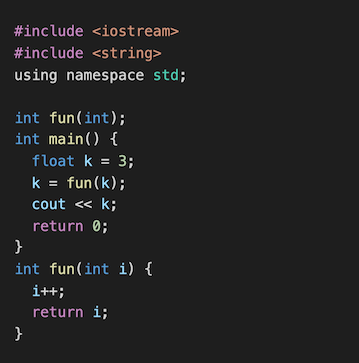 #include <iostream>
#include <string>
using namespace std;

int fun(int);
int main() {
  float k = 3;
  k = fun(k);
  cout << k;
  return 0;
}
int fun(int i) {
  i++;
  return i;
}